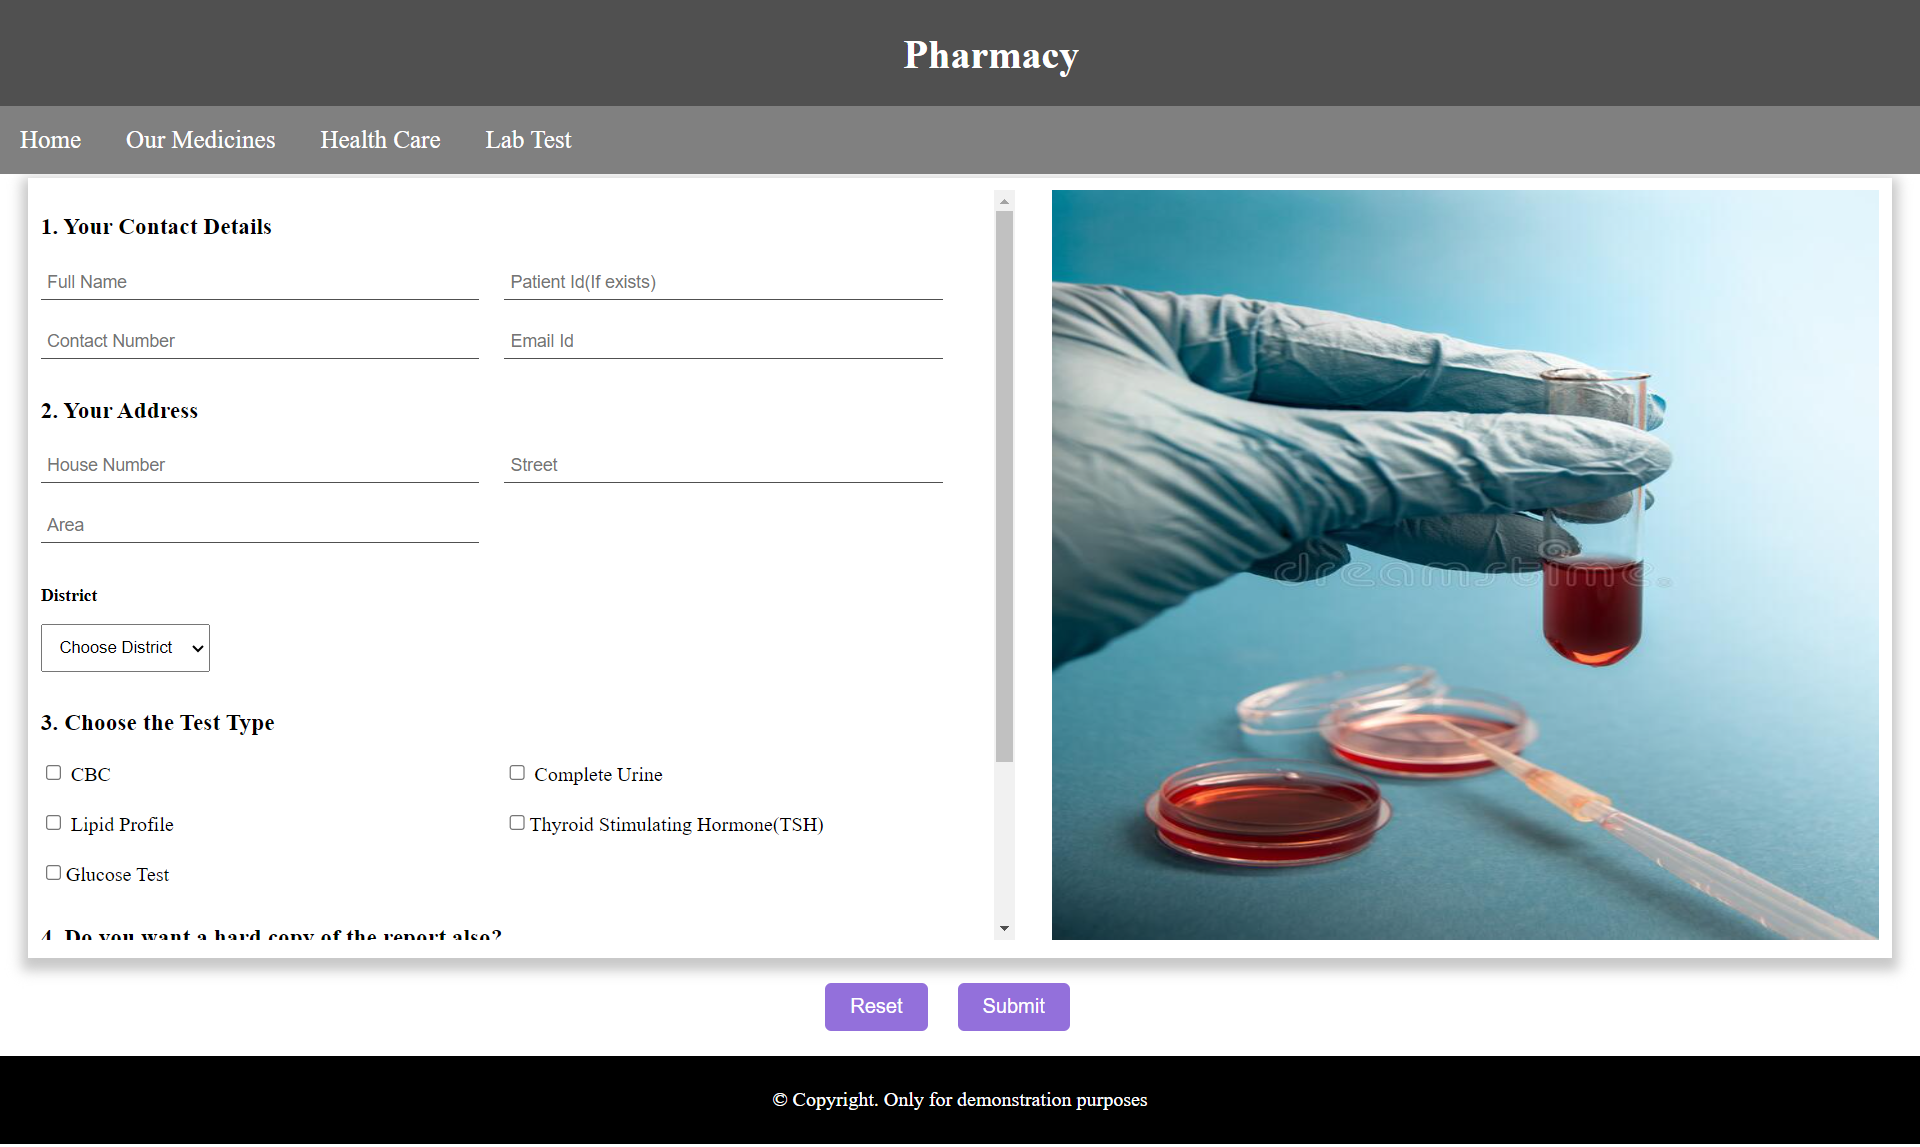 Pharmacy
Home Our Medicines Health Care Lab Test
1. Your Contact Details
Full Name Patient Id(If exists)
Contact Number Email Id
2. Your Address
House Number Street
Area
District
Choose District
3. Choose the Test Type
CBC Complete Urine
Lipid Profile Thyroid Stimulating Hormone(TSH)
Glucose Test
4. Do you want a hard copy of the report also?
dreamstime.
Reset Submit
© Copyright. Only for demonstration purposes